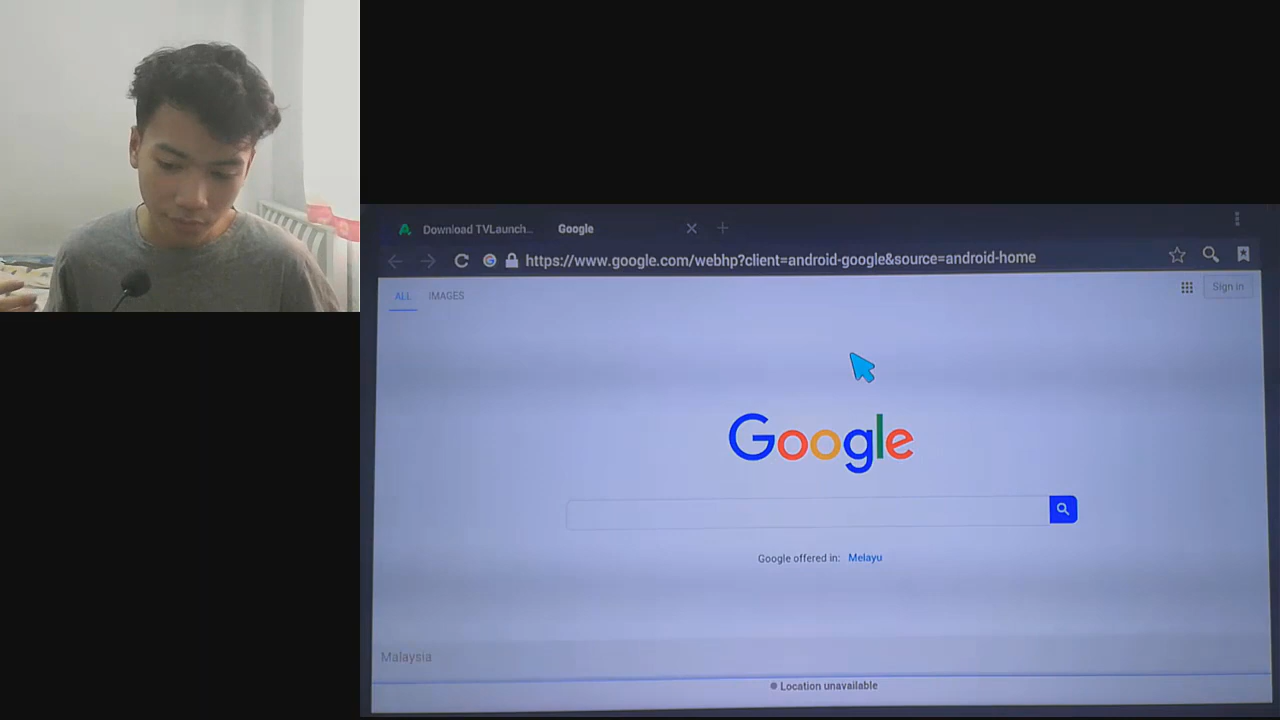 Download TVLaunch...
Google
https://www.google.com/webhp?client=android-google&source=android-home
ALL IMAGES
Sign in
Google
Google offered in: Melayu
Malaysia
Location unavailable